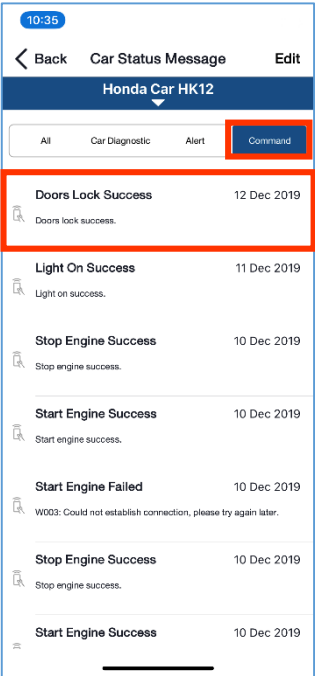 10:35
Back Car Status Message Edit
Honda Car HK12
All Car Diagnostic Alert Command
Doors Lock Success 12 Dec 2019
Doors lock success.
Light On Success 11 Dec 2019
Light on success.
Stop Engine Success 10 Dec 2019
Stop engine success.
Start Engine Success 10 Dec 2019
Start engine success.
Start Engine Failed 10 Dec 2019
W003: Could not establish connection, please try again later.
Stop Engine Success 10 Dec 2019
Stop engine success.
Start Engine Success 10 Dec 2019